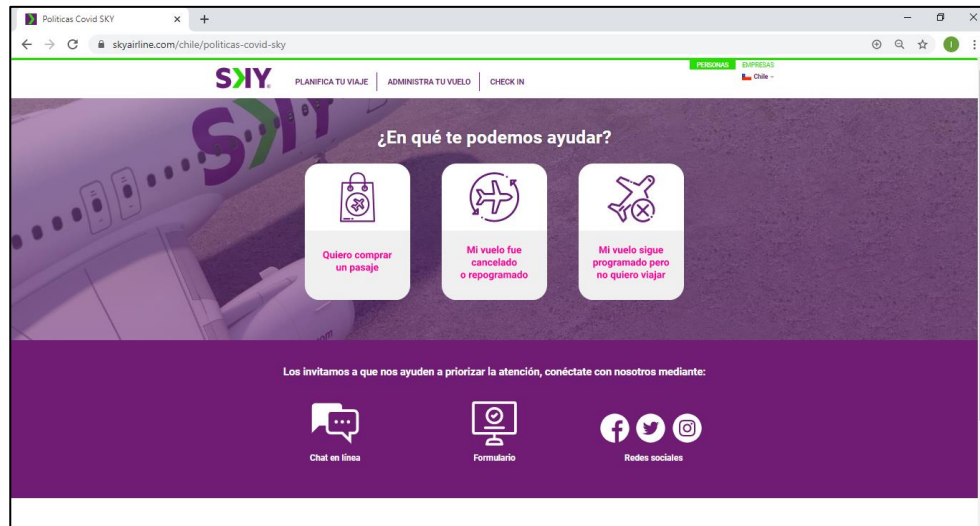 Politicas Covid SKY
skyairline.com/chile/politicas-covid-sky
I
PERSONAS EMPRESAS
SKY
PLANIFICA TU VIAJE
ADMINISTRA TU VUELO
CHECK IN
Chile
¿En qué te podemos ayudar?
Quiero comprar
un pasaje
Mi vuelo fue
cancelado
o repogramado
Mi vuelo sigue
programado pero
no quiero viajar
Los invitamos a que nos ayuden a priorizar la atención, conéctate con nosotros mediante:
Chat en línea
Formulario
Redes sociales